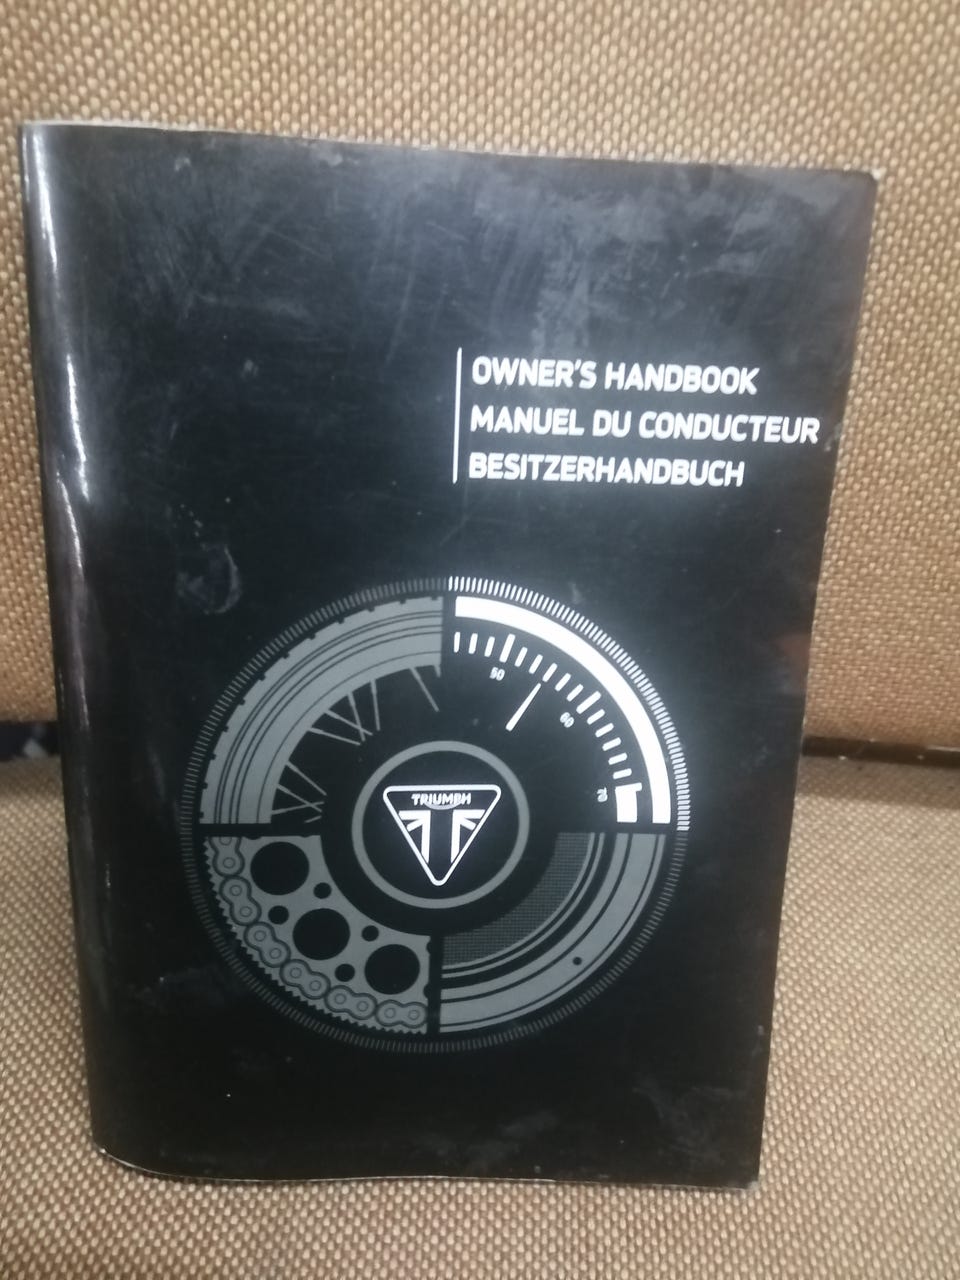 OWNER'S HANDBOOK
MANUEL DU CONDUCTEUR
BESITZERHANDBUCH
50
60
70
TRIUMPH